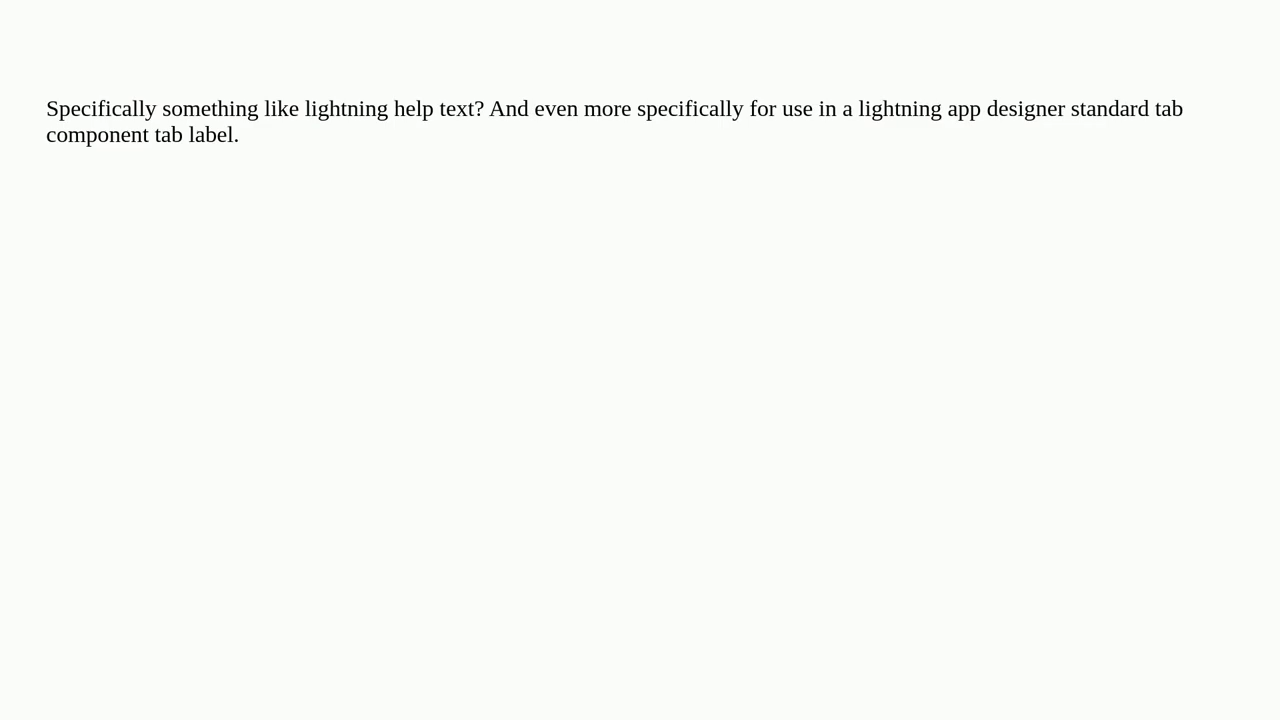 Specifically something like lightning help text? And even more specifically for use in a lightning app designer standard tab
component tab label.